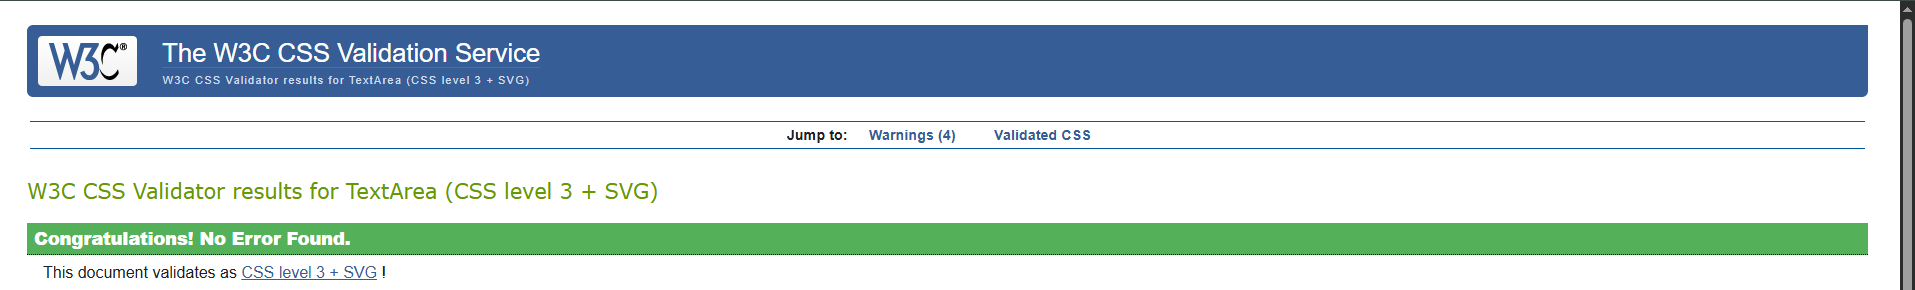 W3C®
The W3C CSS Validation Service
W3C CSS Validator results for TextArea (CSS level 3 + SVG)
Jump to: Warnings (4) Validated CSS
W3C CSS Validator results for TextArea (CSS level 3 + SVG)
Congratulations! No Error Found.
This document validates as CSS level 3 + SVG !